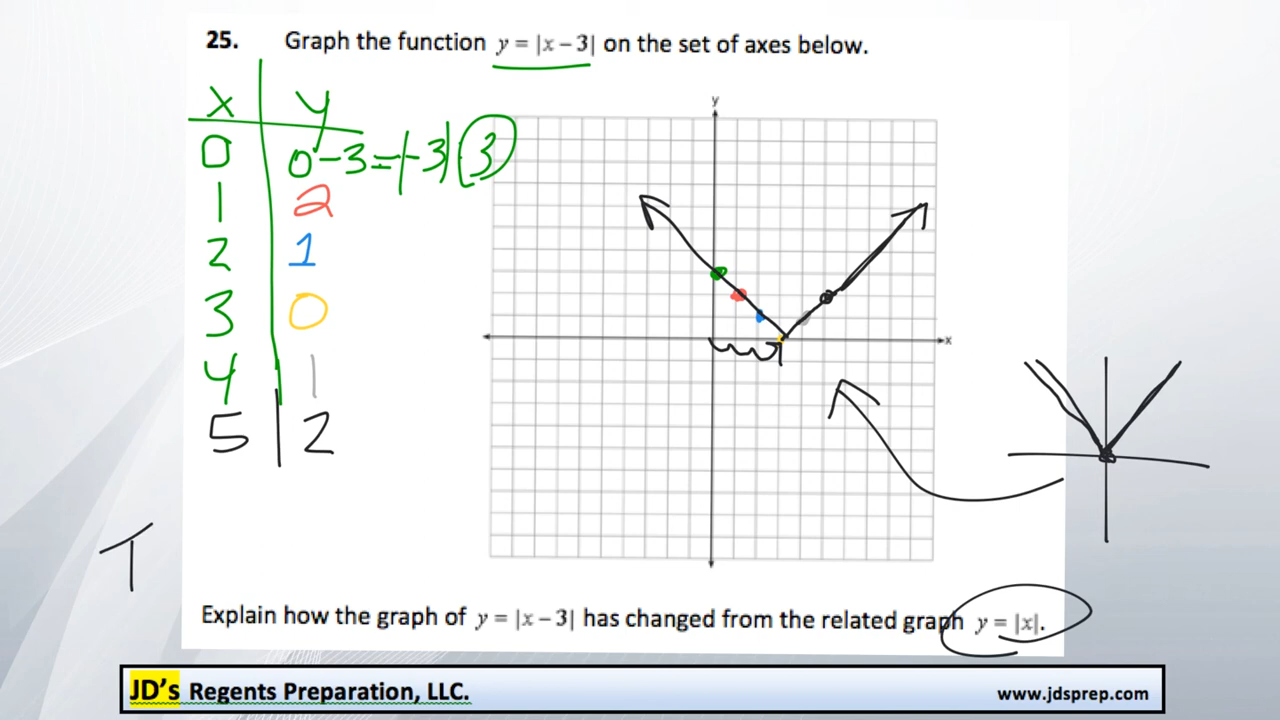 25. Graph the function y = |x – 3| on the set of axes below.
x y
0 0 – 3 = |-3| 3
1 2
2 1
3 0
4 1
5 2
y
x
T
Explain how the graph of y = |x – 3| has changed from the related graph y = |x|.
JD's Regents Preparation, LLC. www.jdsprep.com